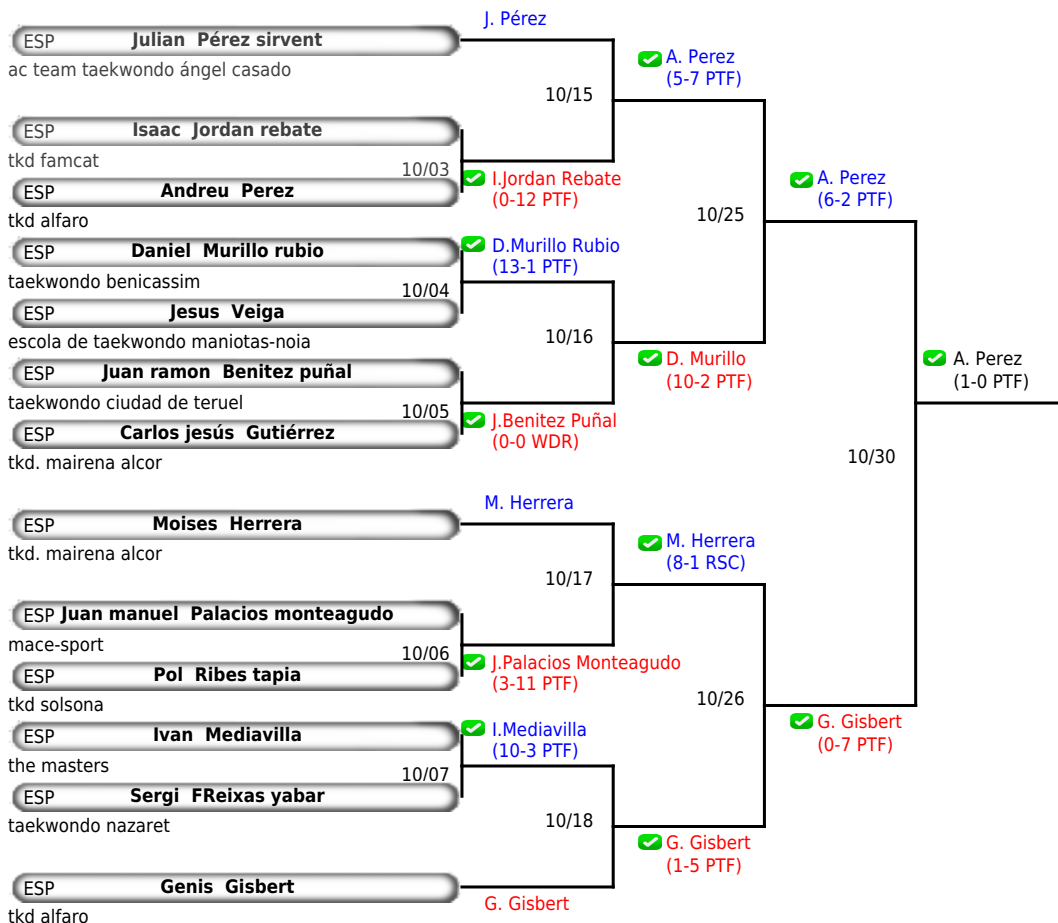 J. Pérez
ESP Julian Pérez sirvent
ac team taekwondo ángel casado
A. Perez
(5-7 PTF)
10/15
ESP Isaac Jordan rebate
tkd famcat
10/03
I.Jordan Rebate
(0-12 PTF)
ESP Andreu Perez
tkd alfaro
A. Perez
(6-2 PTF)
10/25
ESP Daniel Murillo rubio
taekwondo benicassim
D.Murillo Rubio
(13-1 PTF)
10/04
ESP Jesus Veiga
escola de taekwondo maniotas-noia
10/16
D. Murillo
(10-2 PTF)
A. Perez
(1-0 PTF)
ESP Juan ramon Benitez puñal
taekwondo ciudad de teruel
10/05
J.Benitez Puñal
(0-0 WDR)
ESP Carlos jesús Gutiérrez
tkd. mairena alcor
10/30
M. Herrera
ESP Moises Herrera
tkd. mairena alcor
M. Herrera
(8-1 RSC)
10/17
ESP Juan manuel Palacios monteagudo
mace-sport
10/06
J.Palacios Monteagudo
(3-11 PTF)
ESP Pol Ribes tapia
tkd solsona
10/26
G. Gisbert
(0-7 PTF)
ESP Ivan Mediavilla
the masters
I.Mediavilla
(10-3 PTF)
10/07
ESP Sergi FReixas yabar
taekwondo nazaret
10/18
G. Gisbert
(1-5 PTF)
ESP Genis Gisbert
tkd alfaro
G. Gisbert